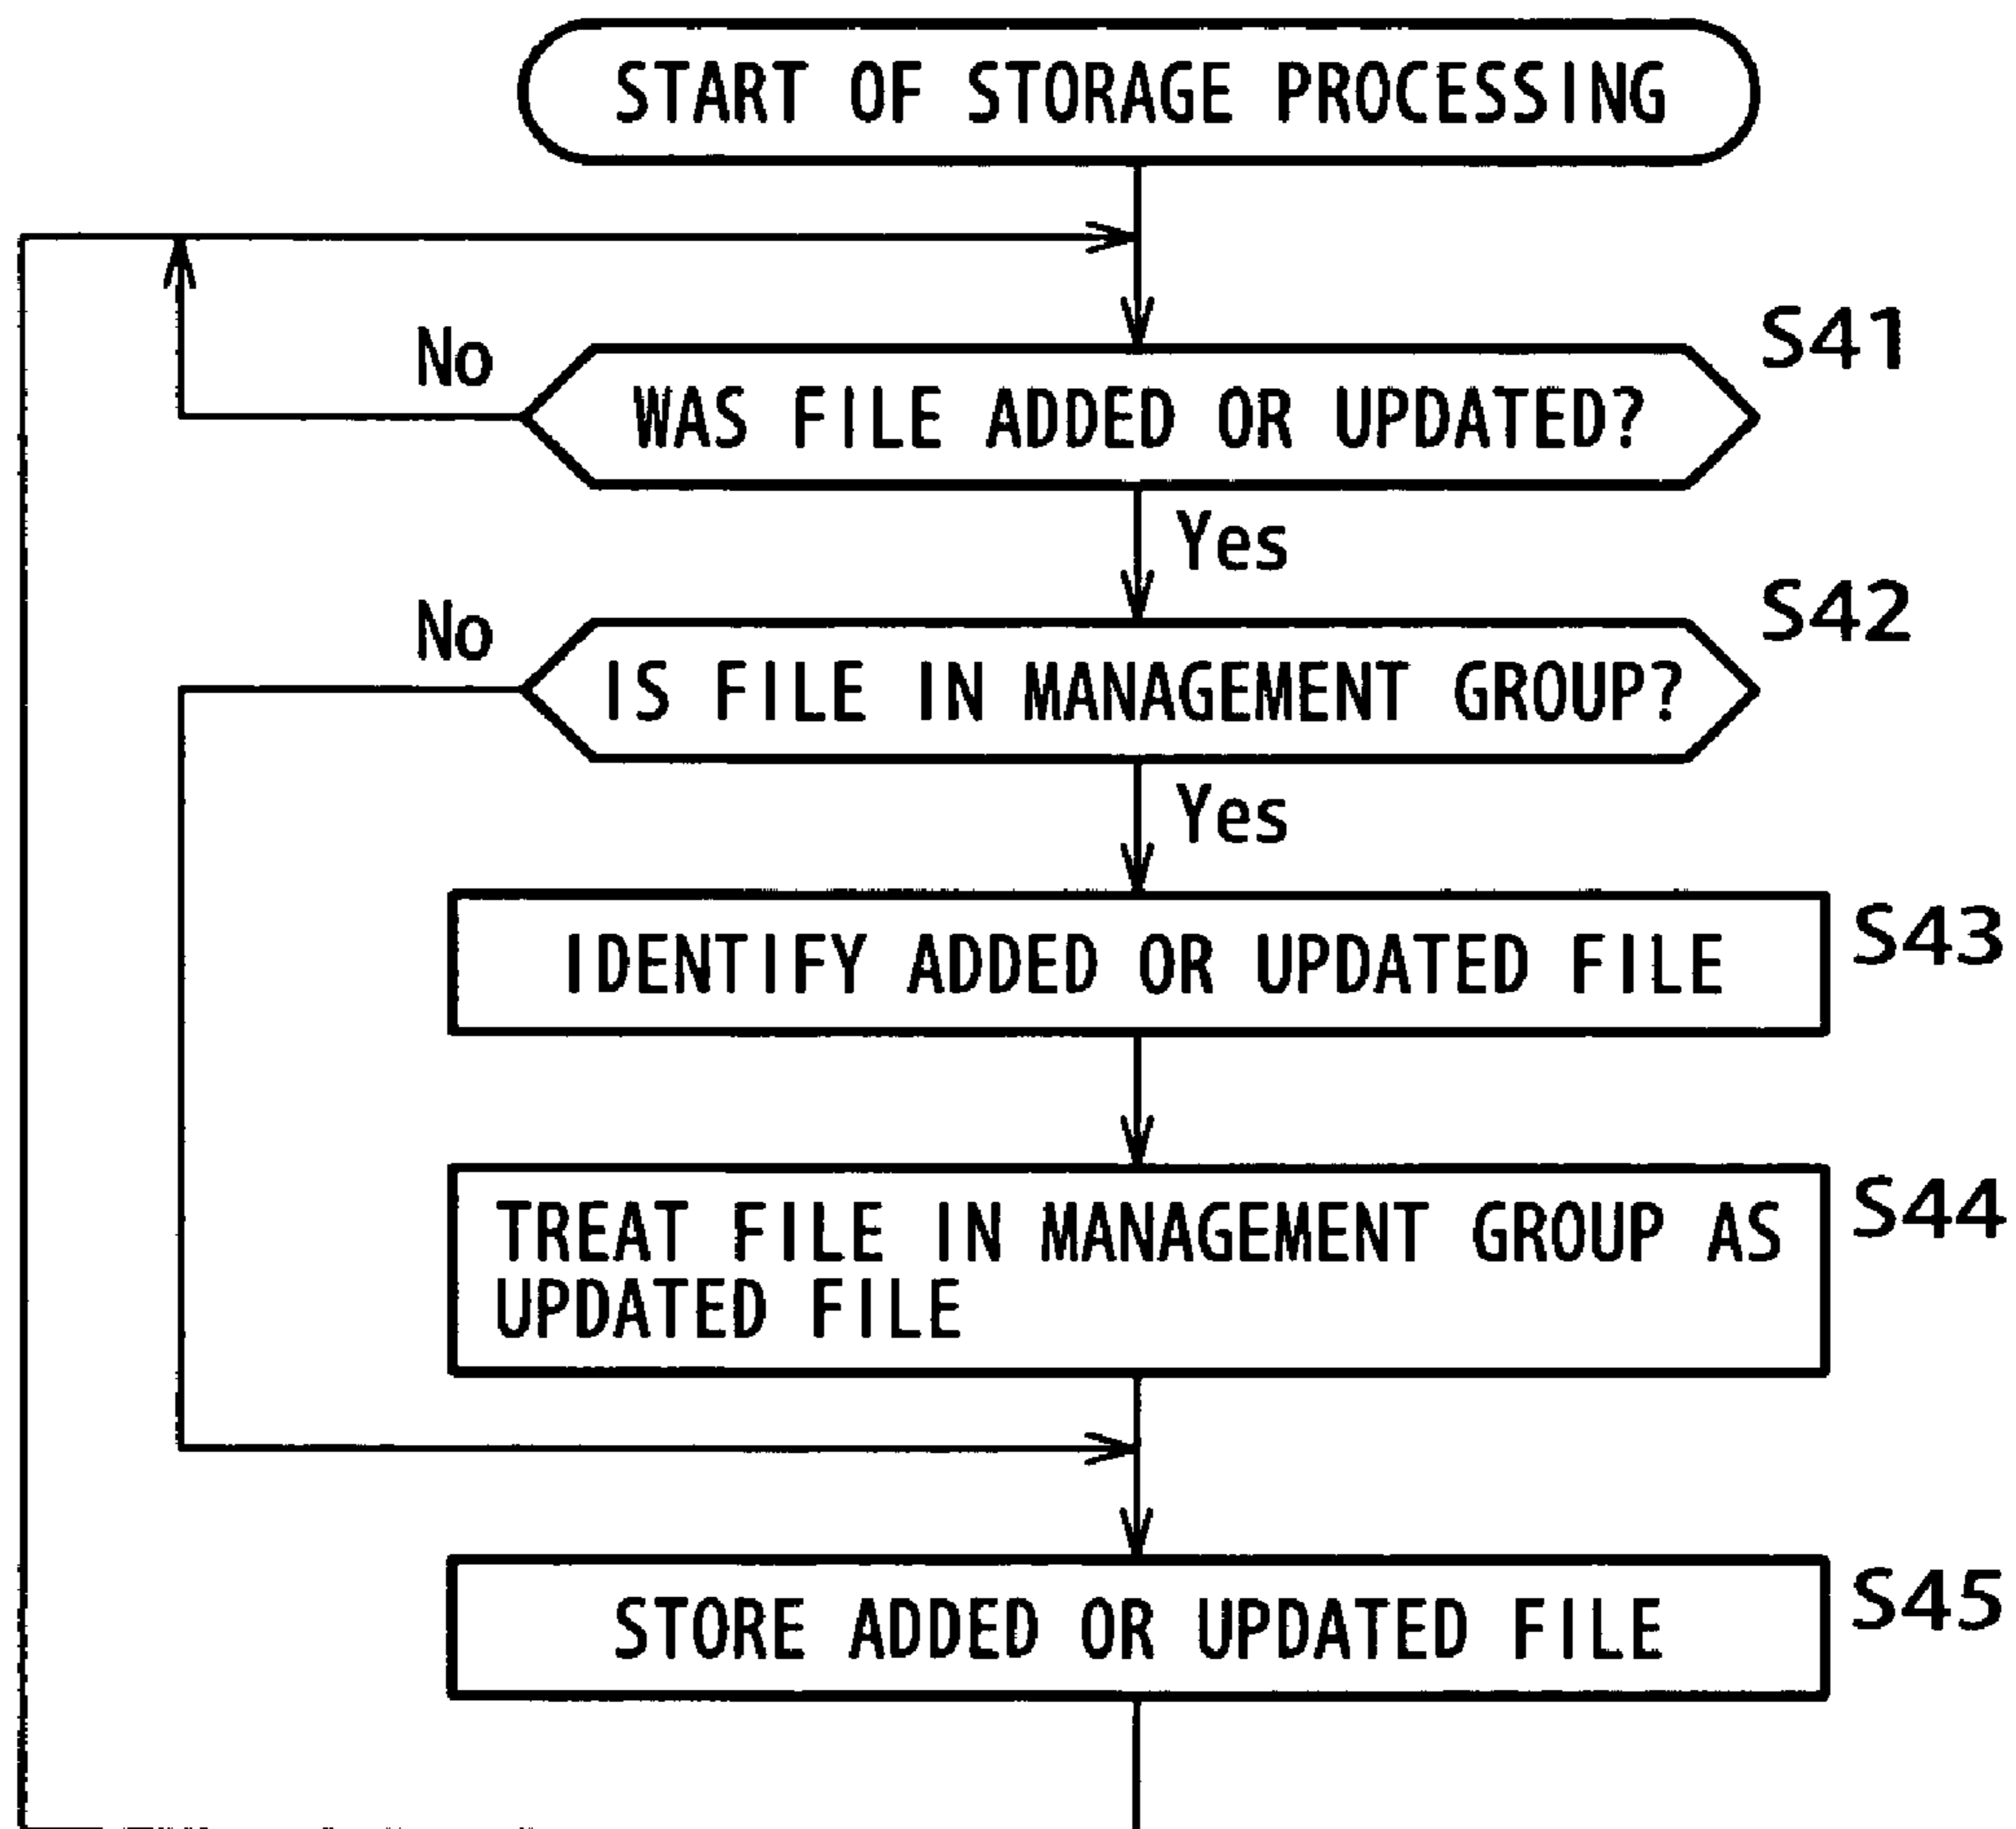 START OF STORAGE PROCESSING
S41
No
WAS FILE ADDED OR UPDATED?
Yes
S42
No
IS FILE IN MANAGEMENT GROUP?
Yes
S43
IDENTIFY ADDED OR UPDATED FILE
S44
TREAT FILE IN MANAGEMENT GROUP AS
UPDATED FILE
S45
STORE ADDED OR UPDATED FILE